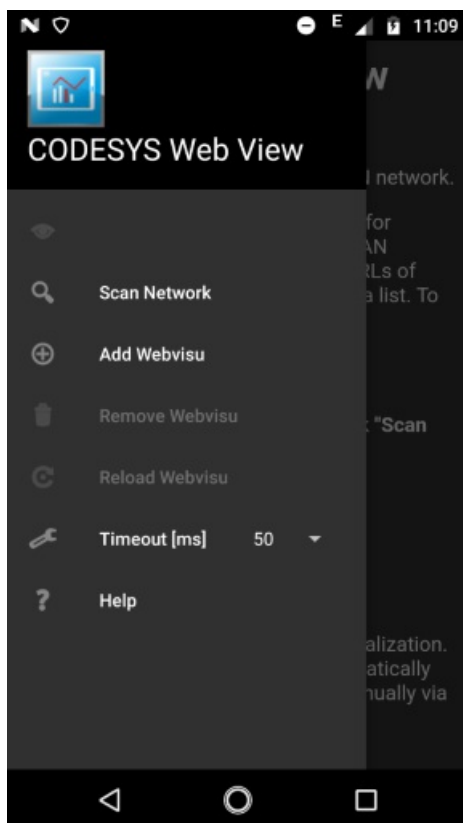 E 11:09
CODESYS Web View
w
network.
for
AN
RLs of
a list. To
Scan Network
Add Webvisu
Remove Webvisu
"Scan
Reload Webvisu
Timeout [ms] 50
Help
alization.
atically
nually via